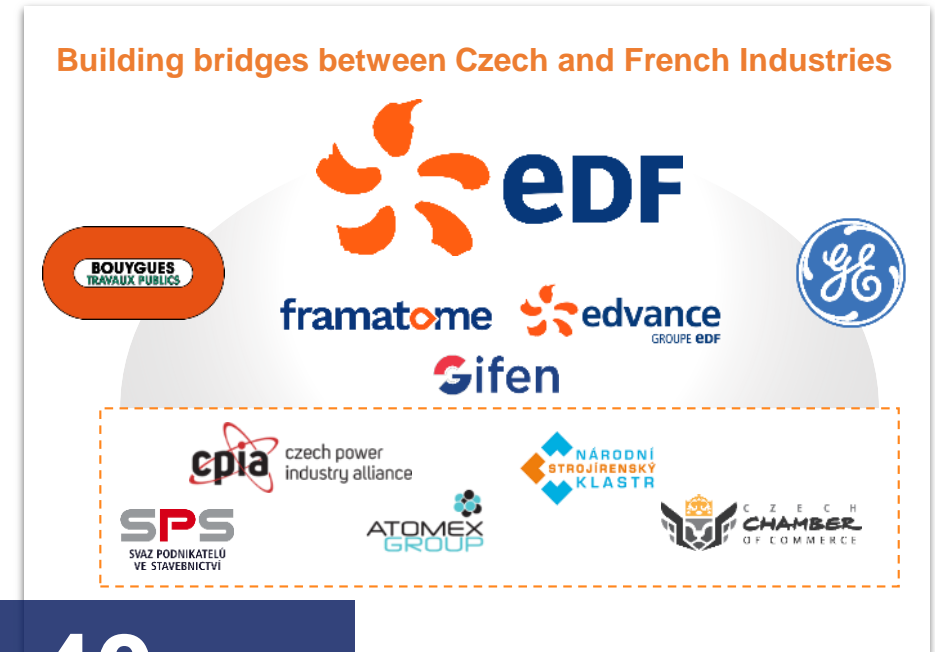 Building bridges between Czech and French Industries
eDF
BOUYGUES
TRAVAUX PUBLICS
GE
framatome
edvance
GROUPE eDF
Gifen
cpia
czech power
industry alliance
NÁRODNÍ
STROJÍRENSKÝ
KLASTR
SPS
SVAZ PODNIKATELŮ
VE STAVEBNICTVÍ
ATOMEX
GROUP
CZECH
CHAMBER
OF COMMERCE